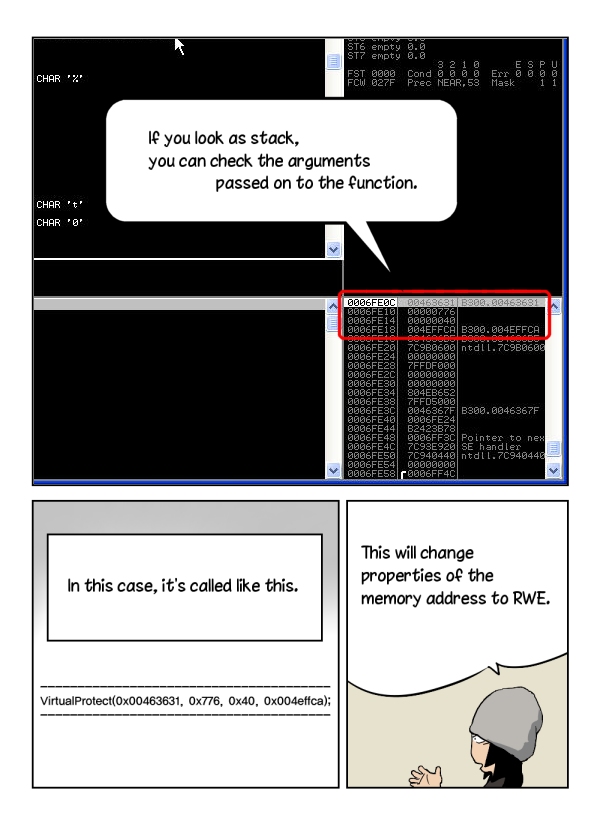 ST6 empty 0.0
ST7 empty 0.0
3 2 1 0 E S P U
FST 0000 Cond 0 0 0 0 Err 0 0 0 0
FCW 027F Prec NEAR,53 Mask 1 1
CHAR '%'
If you look as stack,
you can check the arguments
passed on to the function.
CHAR 't'
CHAR '0'
0006FE0C 00463631 B300.00463631
0006FE10 00000776
0006FE14 00000040
0006FE18 004EFFCA B300.004EFFCA
0006FE20 7C9B0600 ntdll.7C9B0600
0006FE24 00000000
0006FE28 7FFDF000
0006FE2C 00000000
0006FE30 00000000
0006FE34 804EB652
0006FE38 7FFD5000
0006FE3C 0046367F B300.0046367F
0006FE40 0006FE24
0006FE44 B2423B78
0006FE48 0006FF3C Pointer to nex
0006FE4C 7C93E920 SE handler
0006FE50 7C940440 ntdll.7C940440
0006FE54 00000000
0006FE58 0006FF4C
In this case, it's called like this.
VirtualProtect(0x00463631, 0x776, 0x40, 0x004effca);
This will change
properties of the
memory address to RWE.